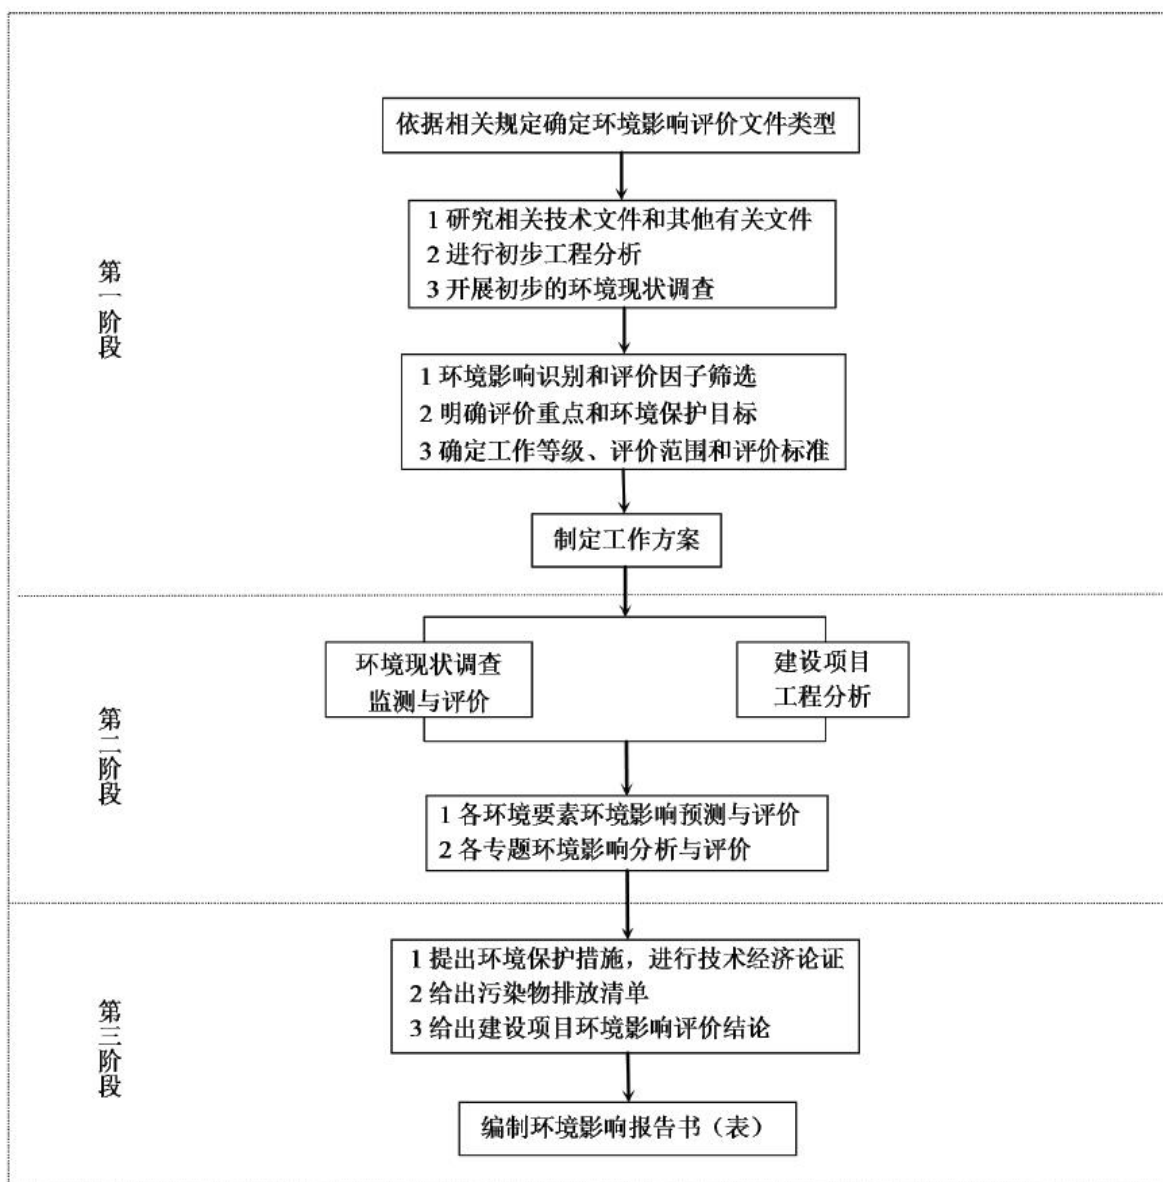 依据相关规定确定环境影响评价文件类型
1 研究相关技术文件和其他有关文件
2 进行初步工程分析
3 开展初步的环境现状调查
第一阶段
1 环境影响识别和评价因子筛选
2 明确评价重点和环境保护目标
3 确定工作等级、评价范围和评价标准
制定工作方案
环境现状调查
监测与评价
建设项目
工程分析
第二阶段
1 各环境要素环境影响预测与评价
2 各专题环境影响分析与评价
1 提出环境保护措施，进行技术经济论证
2 给出污染物排放清单
3 给出建设项目环境影响评价结论
第三阶段
编制环境影响报告书（表）